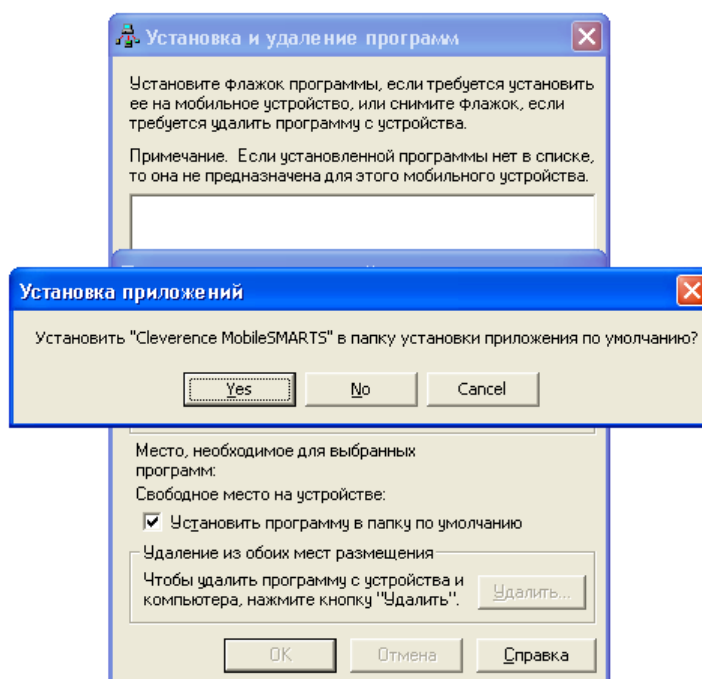 Установка и удаление программ
Установите флажок программы, если требуется установить
ее на мобильное устройство, или снимите флажок, если
требуется удалить программу с устройства.
Примечание. Если установленной программы нет в списке,
то она не предназначена для этого мобильного устройства.
Установка приложений
Установить "Cleverence MobileSMARTS" в папку установки приложения по умолчанию?
Yes
No
Cancel
Место, необходимое для выбранных
программ:
Свободное место на устройстве:
Установить программу в папку по умолчанию
Удаление из обоих мест размещения
Чтобы удалить программу с устройства и
компьютера, нажмите кнопку "Удалить".
Удалить...
OK
Отмена
Справка